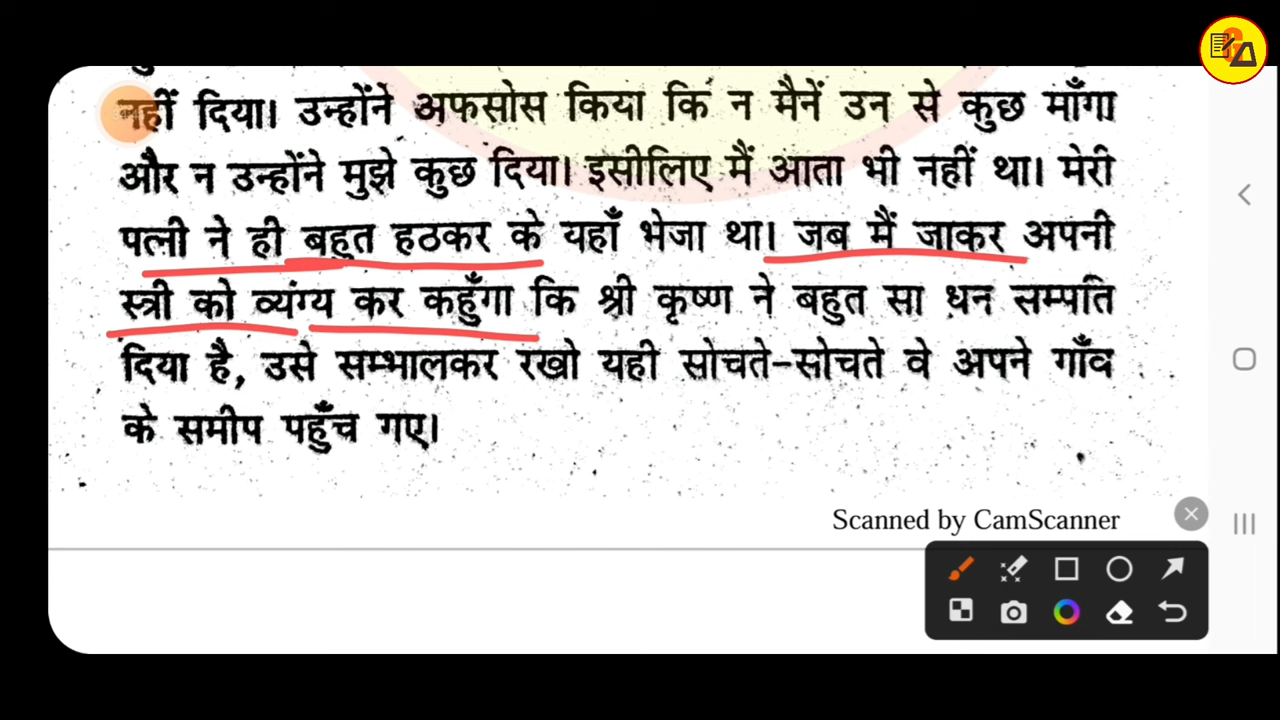 नहीं दिया। उन्होंने अफसोस किया कि न मैनें उन से कुछ माँगा
और न उन्होंने मुझे कुछ दिया। इसीलिए मैं आता भी नहीं था। मेरी
पत्नी ने ही बहुत हठकर के यहाँ भेजा था। जब मैं जाकर अपनी
स्त्री को व्यंग्य कर कहुँगा कि श्री कृष्ण ने बहुत सा धन सम्पति
दिया है, उसे सम्भालकर रखो यही सोचते-सोचते वे अपने गाँव
के समीप पहुँच गए।
Scanned by CamScanner